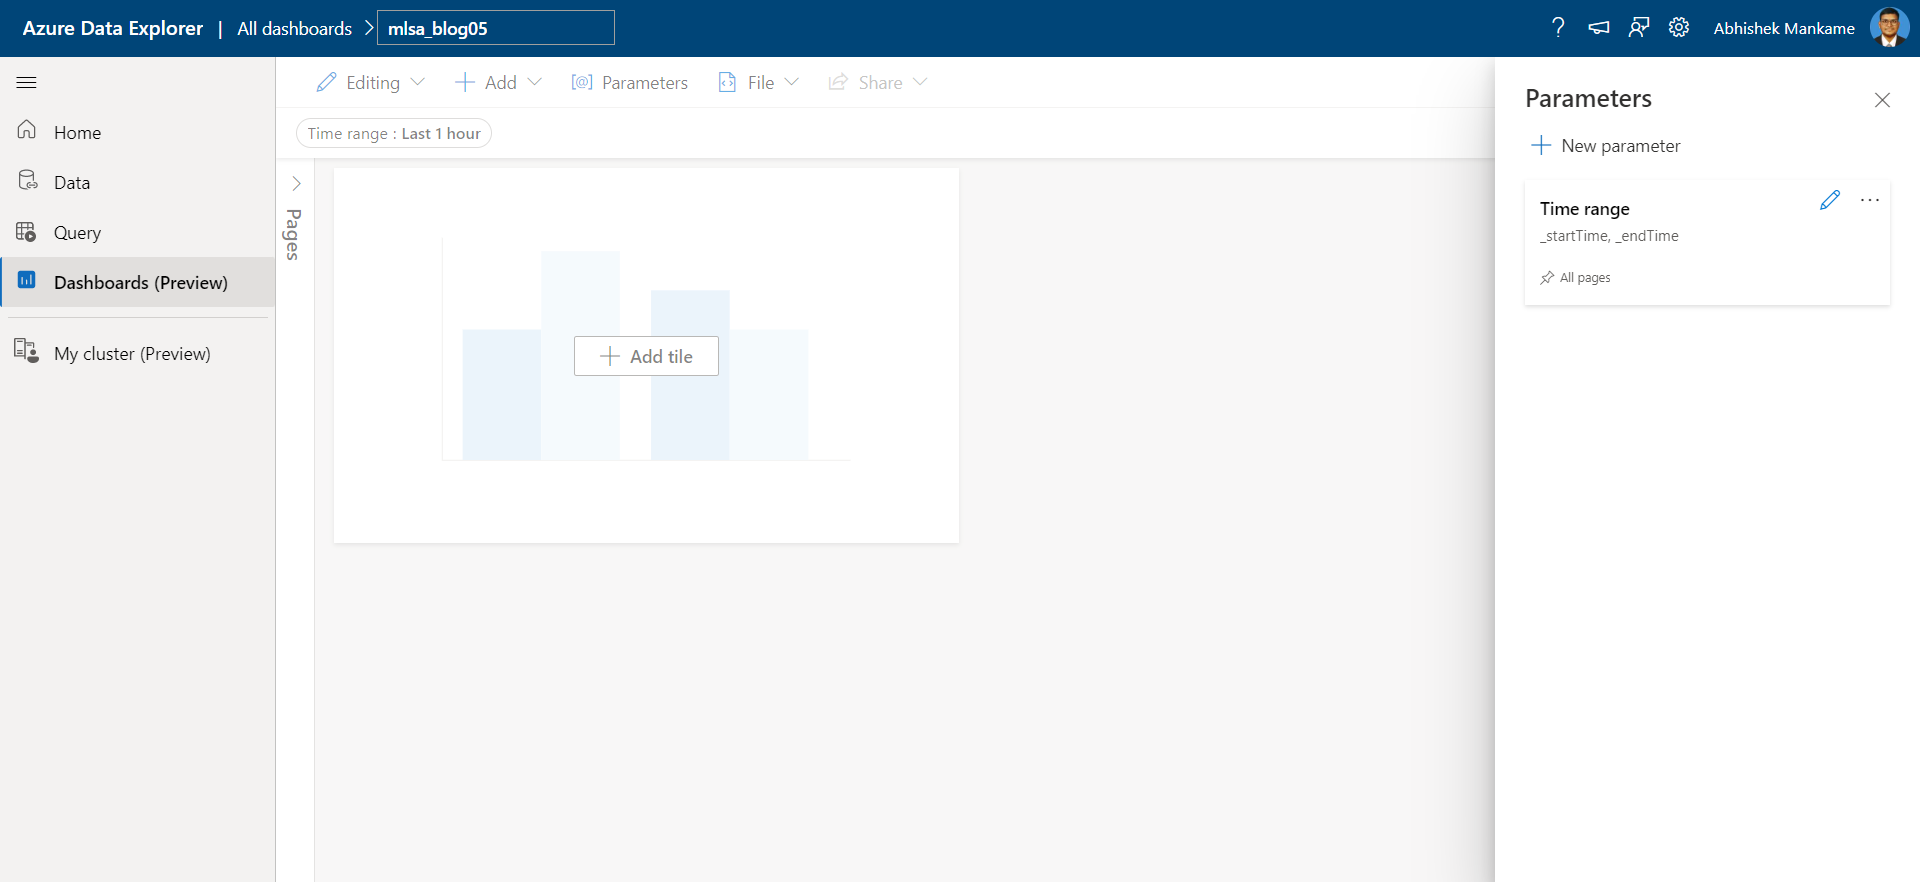 Azure Data Explorer | All dashboards > mlsa_blog05
? Abhishek Mankame
Editing Add [@] Parameters File Share
Time range : Last 1 hour
Home
Data
Query
Dashboards (Preview)
My cluster (Preview)
Pages
Add tile
Parameters
New parameter
Time range
_startTime, _endTime
All pages